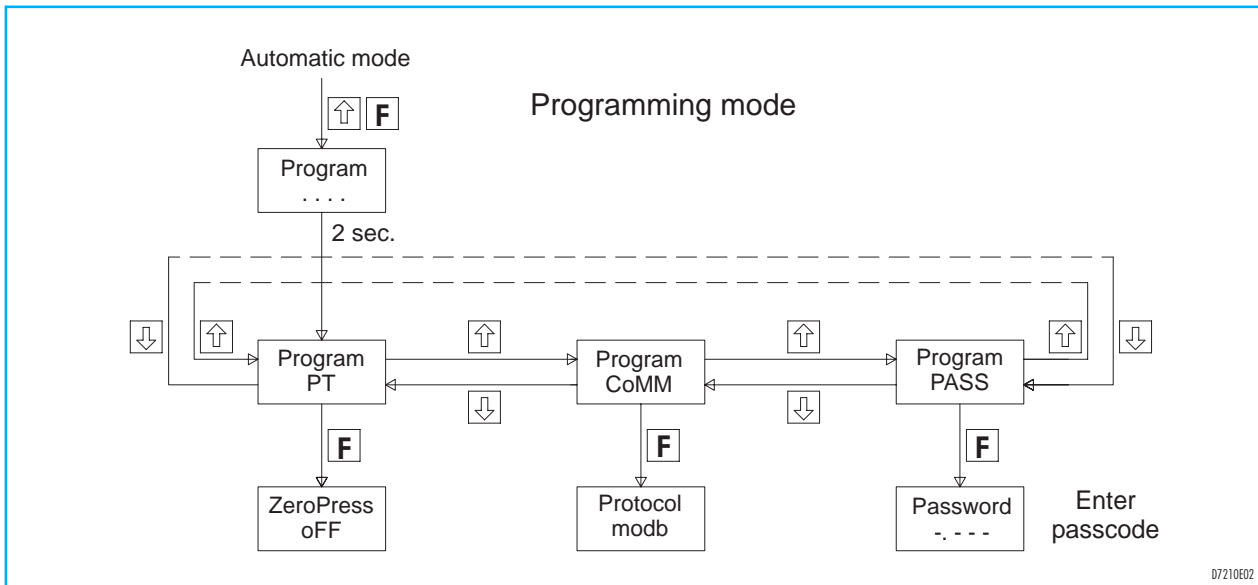 Automatic mode
Programming mode
F
Program
. . . .
2 sec.
Program
PT
Program
CoMM
Program
PASS
F
F
F
ZeroPress
oFF
Protocol
modb
Password
-. - - -
Enter
passcode
D7210E02